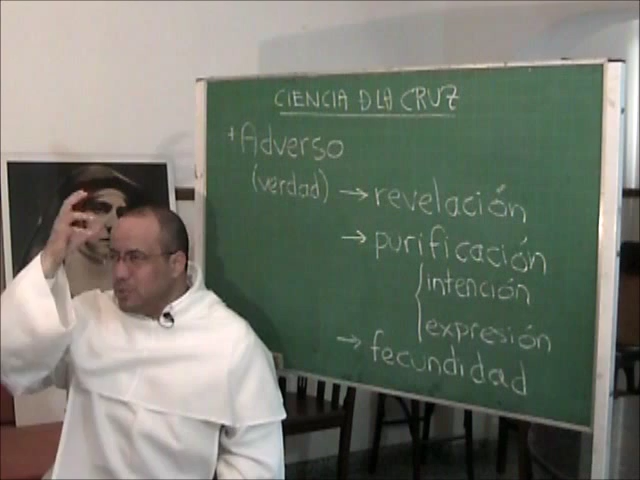 CIENCIA DLA CRUZ
* Adverso
(verdad) → revelación
→ purificación
{ intención
expresión
→ fecundidad